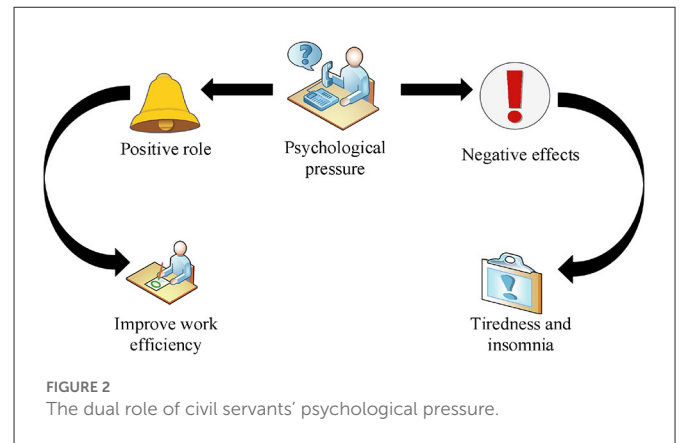 Positive role
Psychological
pressure
Negative effects
Improve work
efficiency
Tiredness and
insomnia
FIGURE 2
The dual role of civil servants' psychological pressure.